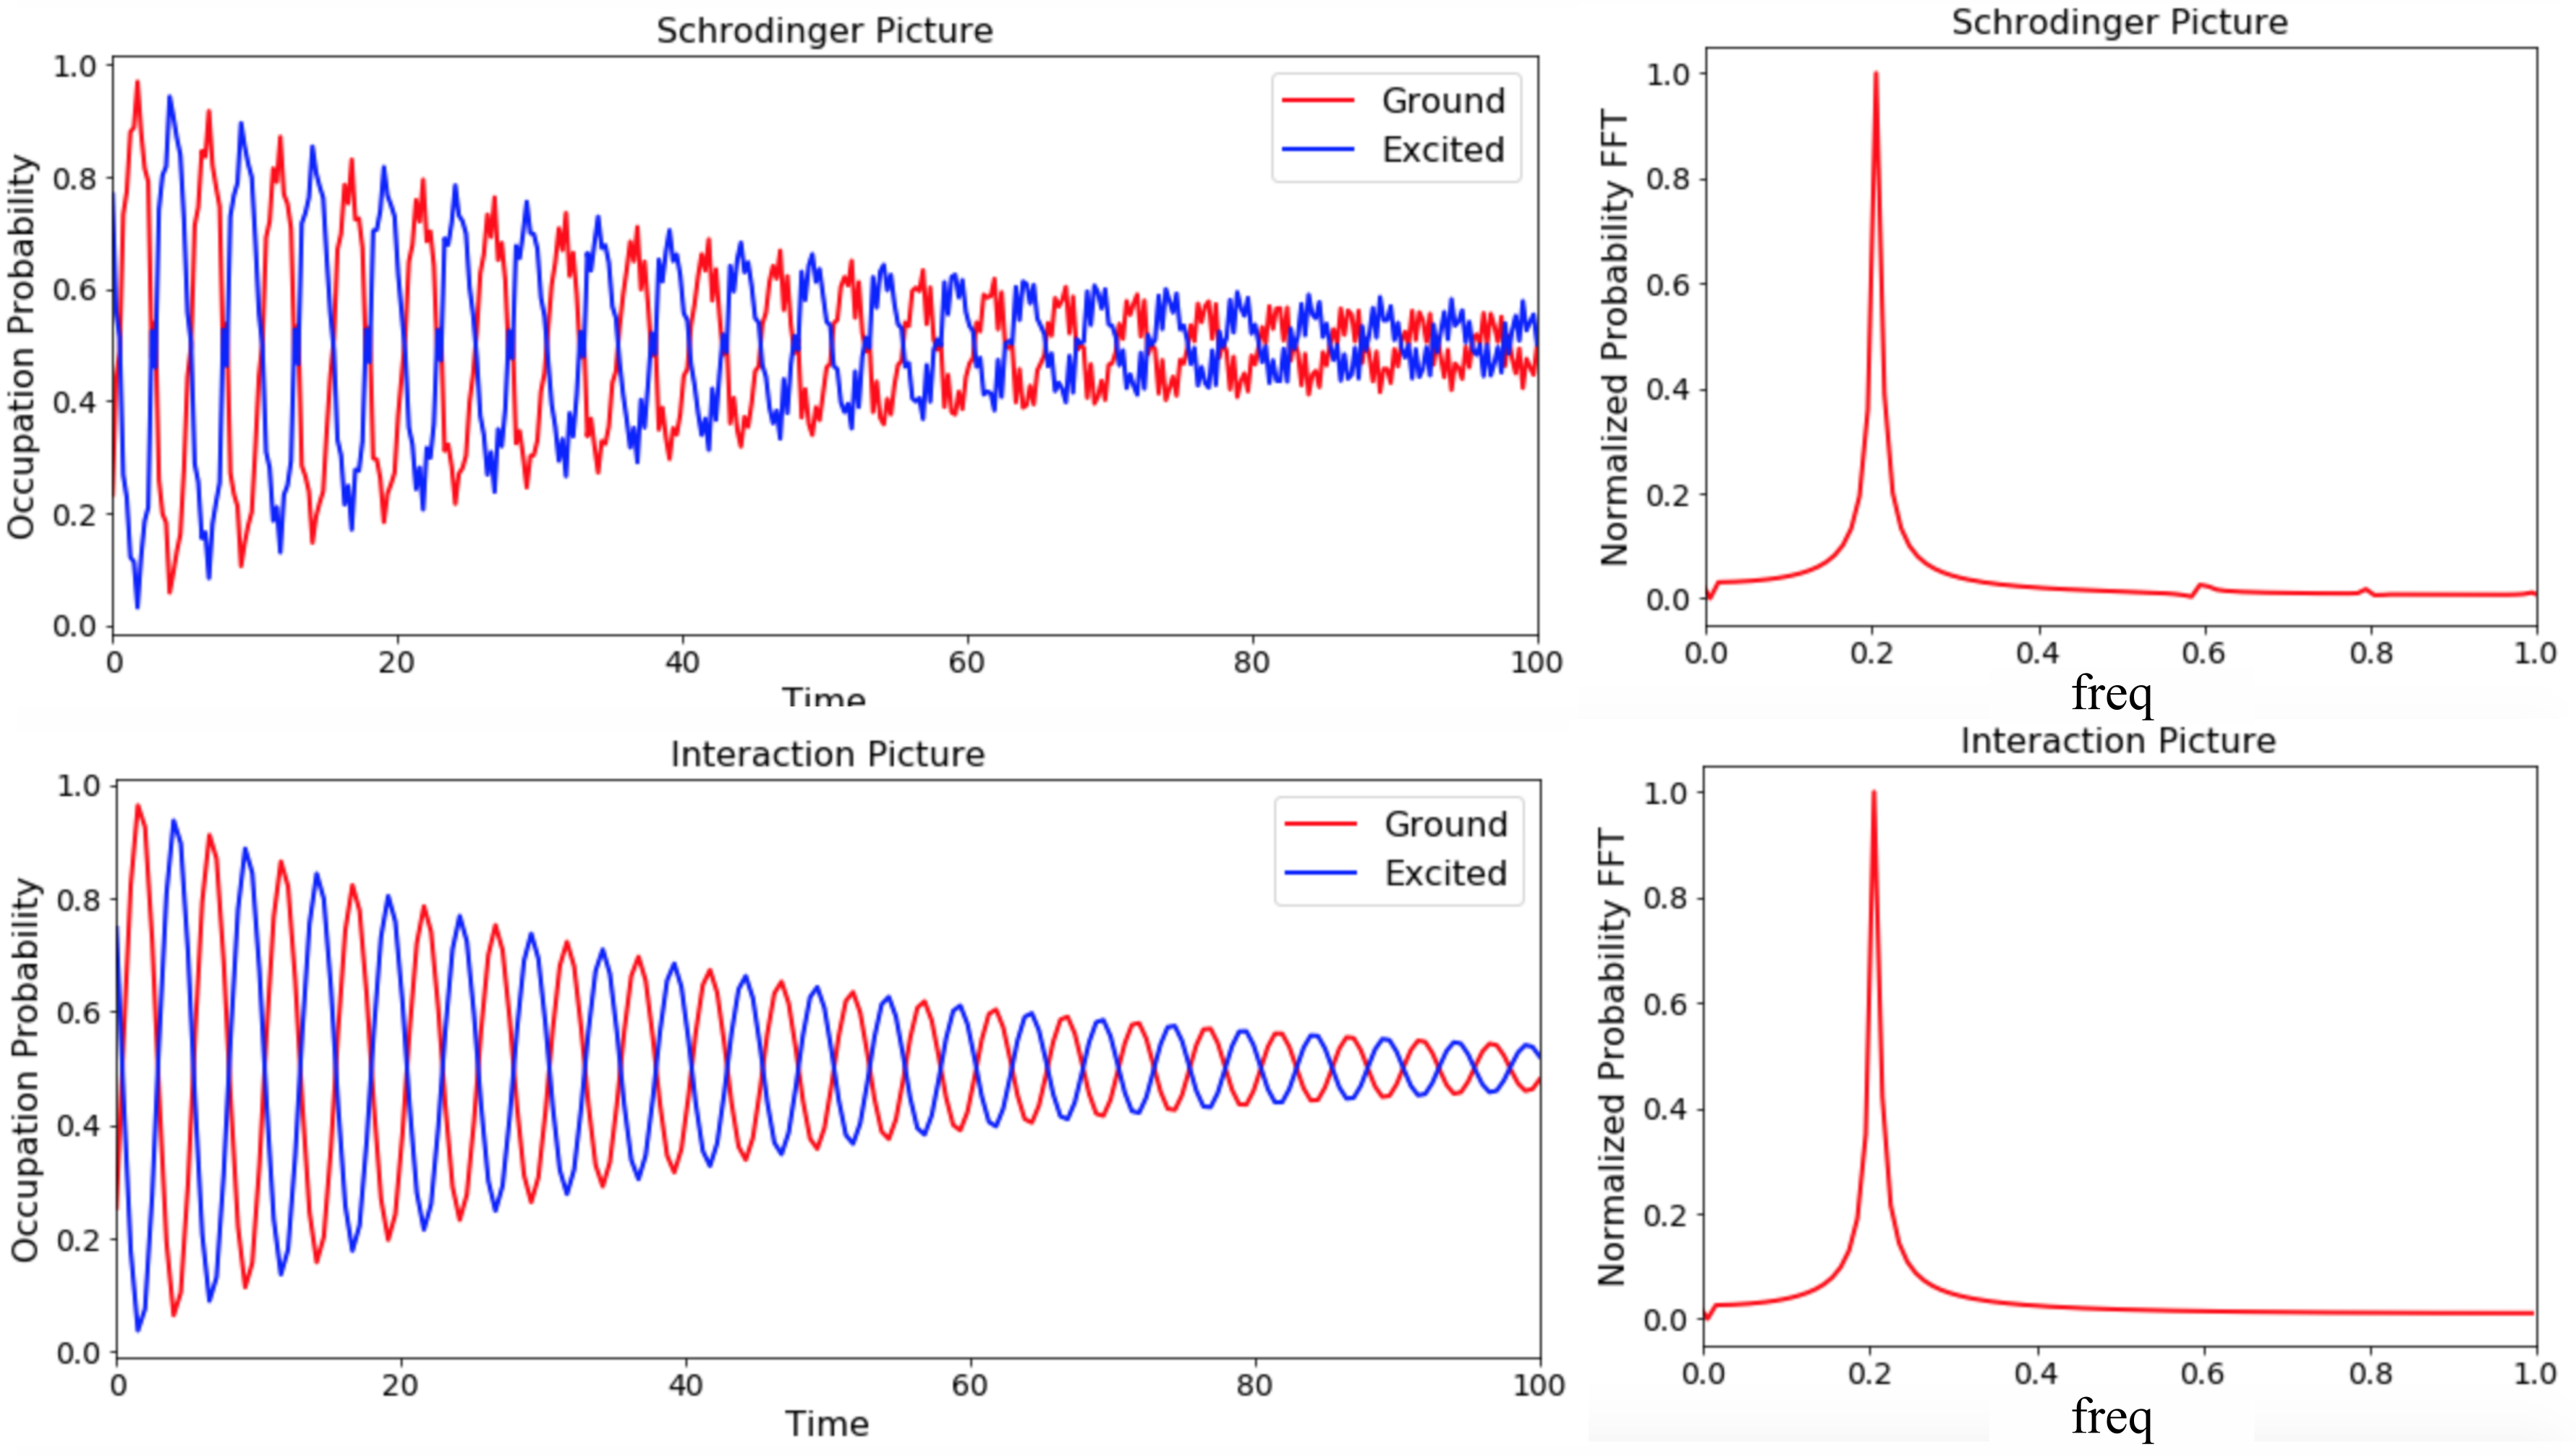 Schrodinger Picture
Occupation Probability
1.0
0.8
0.6
0.4
0.2
0.0
Ground
Excited
0 20 40 60 80 100
Time
Schrodinger Picture
Normalized Probability FFT
1.0
0.8
0.6
0.4
0.2
0.0
0.0 0.2 0.4 0.6 0.8 1.0
freq
Interaction Picture
Occupation Probability
1.0
0.8
0.6
0.4
0.2
0.0
Ground
Excited
0 20 40 60 80 100
Time
Interaction Picture
Normalized Probability FFT
1.0
0.8
0.6
0.4
0.2
0.0
0.0 0.2 0.4 0.6 0.8 1.0
freq